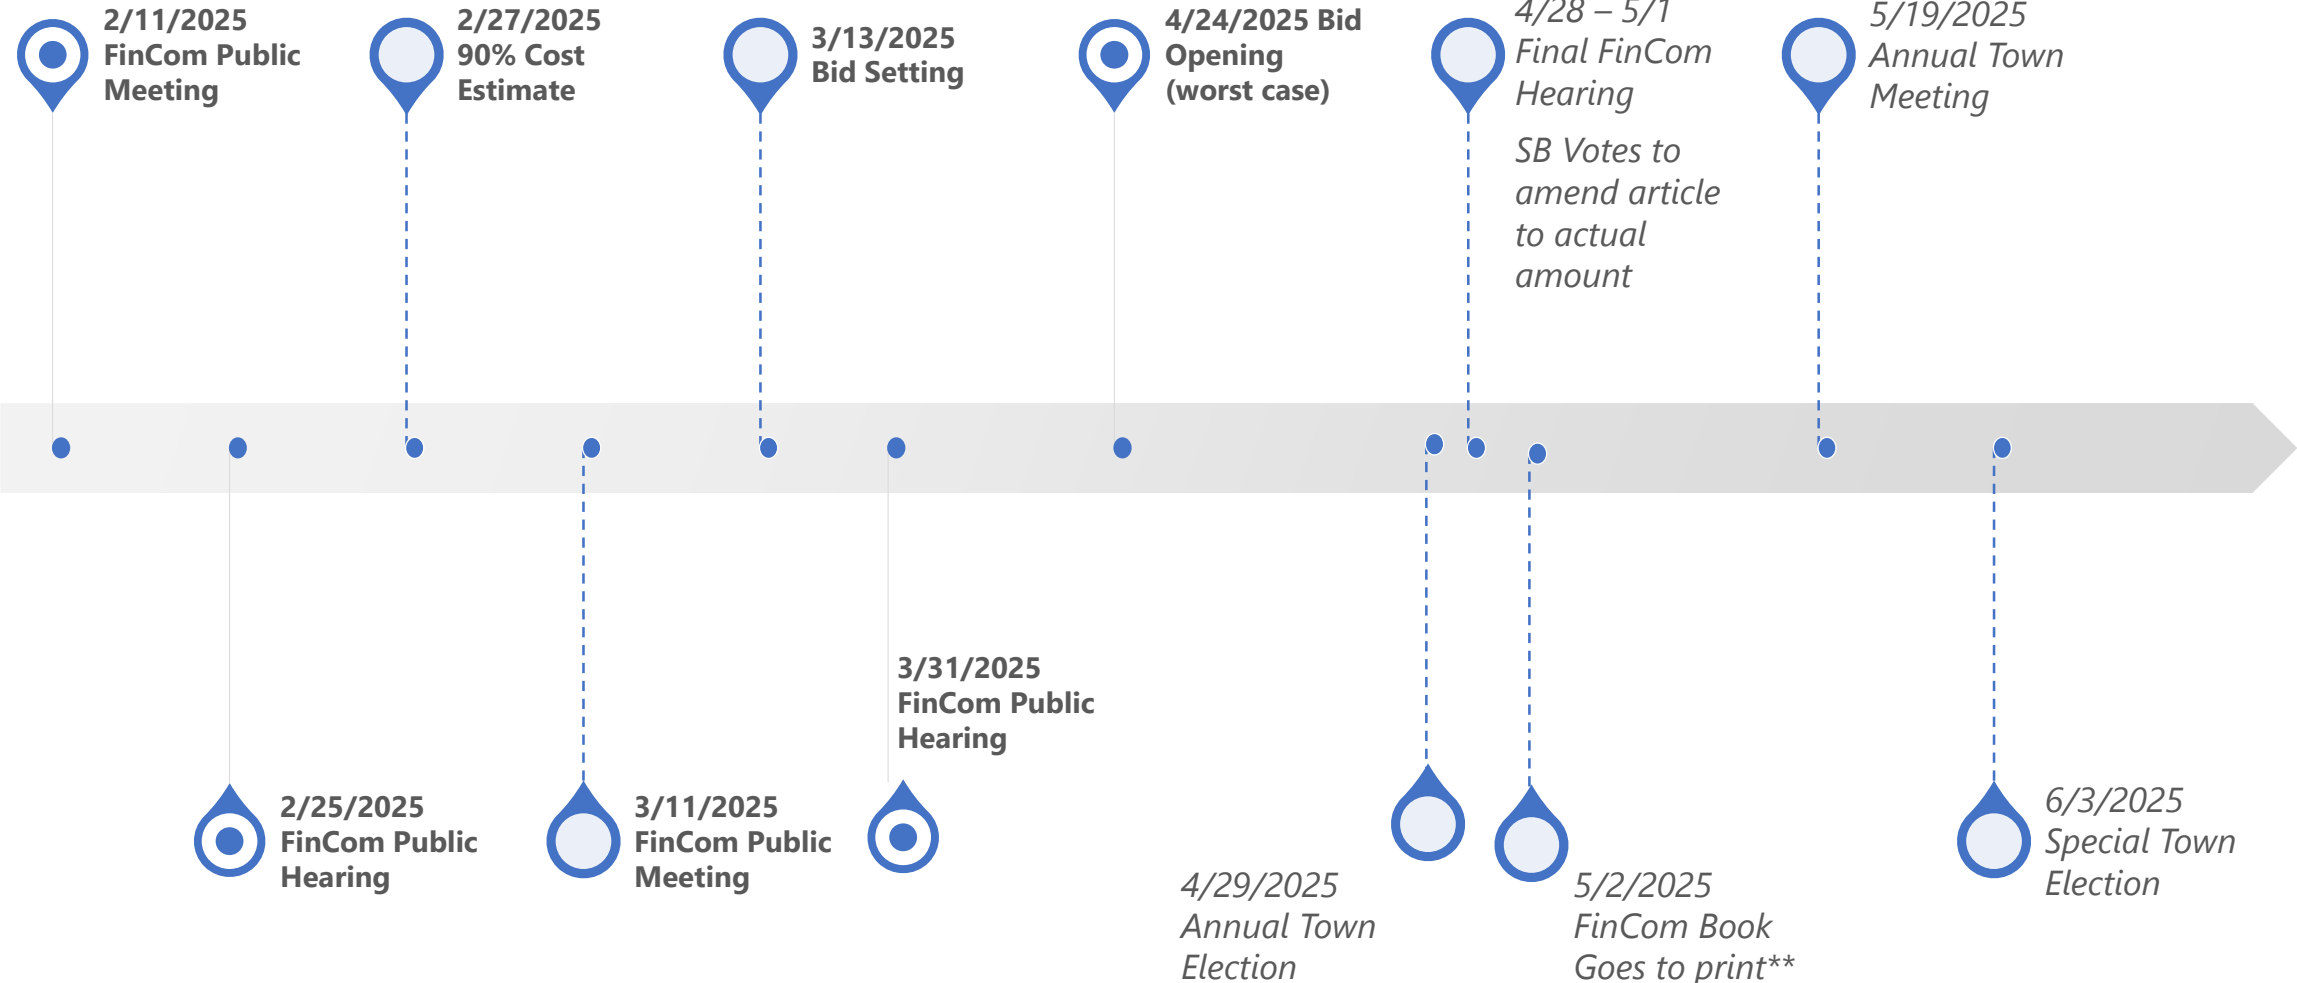 2/11/2025
FinCom Public
Meeting
2/27/2025
90% Cost
Estimate
3/13/2025
Bid Setting
4/24/2025 Bid
Opening
(worst case)
4/28 – 5/1
Final FinCom
Hearing
SB Votes to
amend article
to actual
amount
5/19/2025
Annual Town
Meeting
2/25/2025
FinCom Public
Hearing
3/11/2025
FinCom Public
Meeting
3/31/2025
FinCom Public
Hearing
4/29/2025
Annual Town
Election
5/2/2025
FinCom Book
Goes to print**
6/3/2025
Special Town
Election